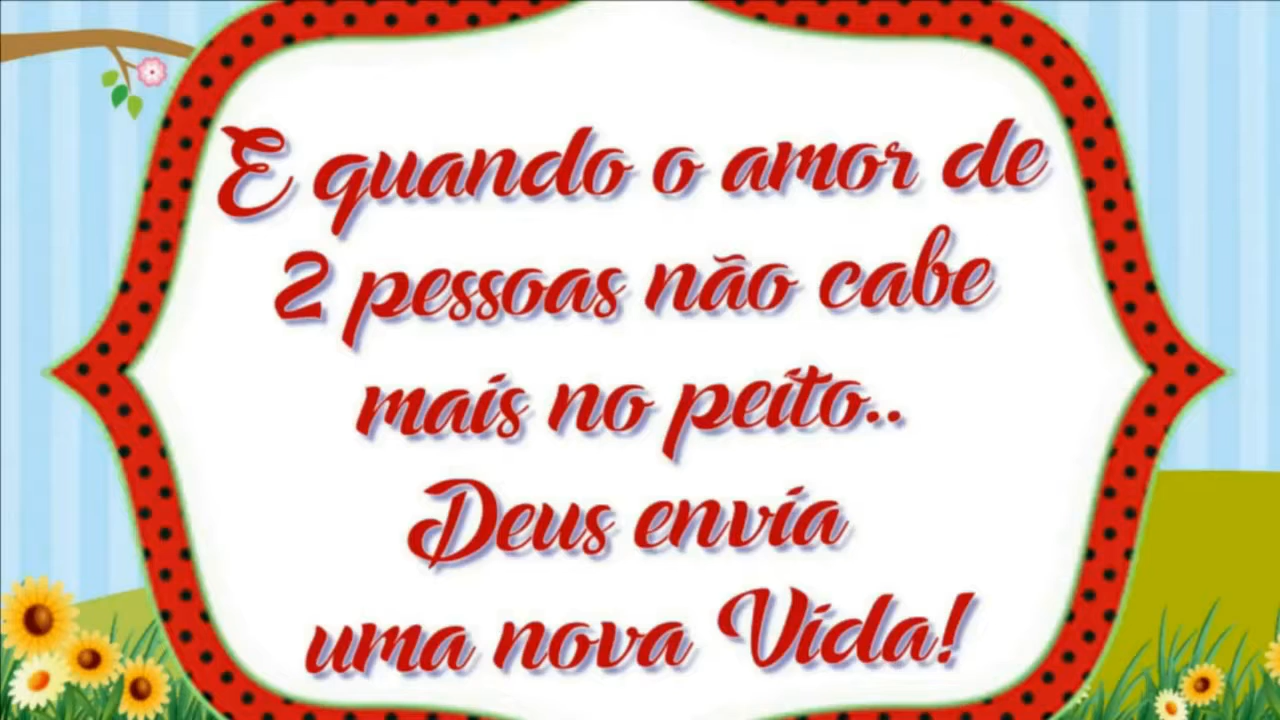 E quando o amor de
2 pessoas não cabe
mais no peito..
Deus envia
uma nova Vida!